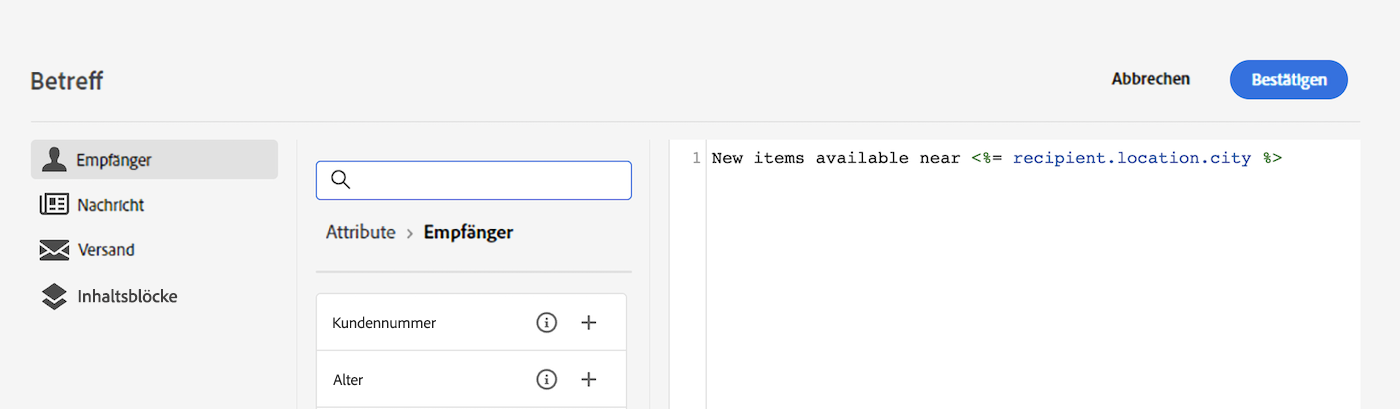 Betreff
Abbrechen
Bestätigen
Empfänger
Nachricht
Versand
Inhaltsblöcke
Attribute > Empfänger
Kundennummer
Alter
1 New items available near <%= recipient.location.city %>